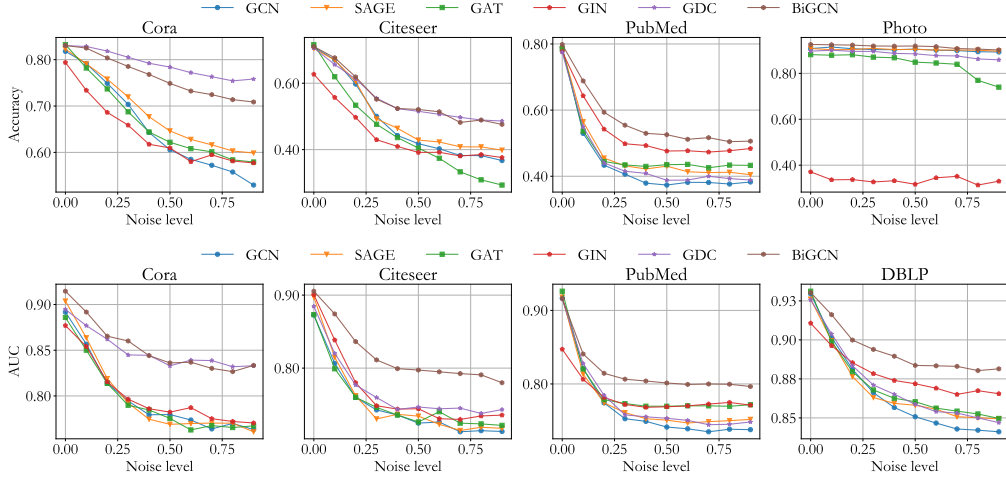 GCN SAGE GAT GIN GDC BiGCN
Cora Citeseer PubMed Photo
Accuracy
0.80
0.70
0.60
0.00 0.25 0.50 0.75
Noise level
0.60
0.40
0.00 0.25 0.50 0.75
Noise level
0.80
0.60
0.40
0.00 0.25 0.50 0.75
Noise level
0.80
0.60
0.40
0.00 0.25 0.50 0.75
Noise level
GCN SAGE GAT GIN GDC BiGCN
Cora Citeseer PubMed DBLP
AUC
0.90
0.85
0.80
0.00 0.25 0.50 0.75
Noise level
0.90
0.80
0.70
0.00 0.25 0.50 0.75
Noise level
0.90
0.80
0.00 0.25 0.50 0.75
Noise level
0.93
0.90
0.88
0.85
0.00 0.25 0.50 0.75
Noise level